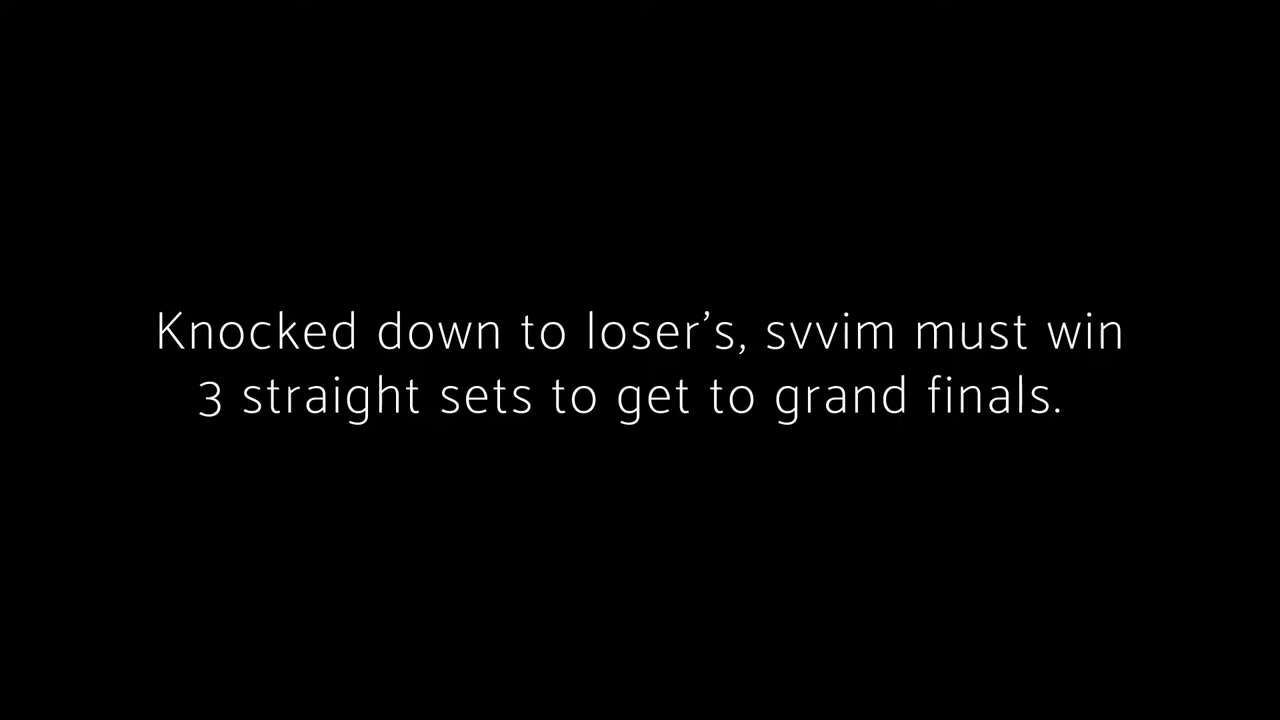 Knocked down to loser’s, svvim must win
3 straight sets to get to grand finals.